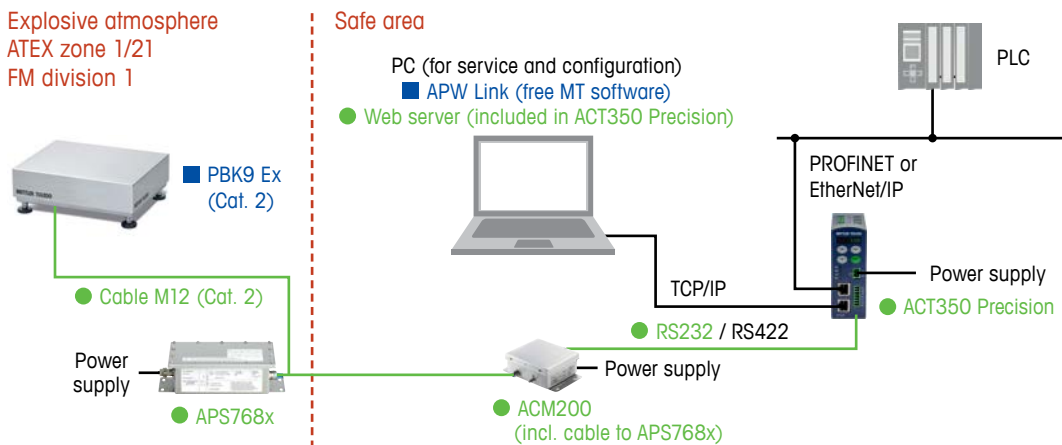 Explosive atmosphere
ATEX zone 1/21
FM division 1
Safe area
PC (for service and configuration)
APW Link (free MT software)
Web server (included in ACT350 Precision)
PLC
PBK9 Ex
(Cat. 2)
PROFINET or
EtherNet/IP
Cable M12 (Cat. 2)
TCP/IP
Power supply
ACT350 Precision
RS232 / RS422
Power
supply
Power supply
APS768x
ACM200
(incl. cable to APS768x)
METTLER TOLEDO